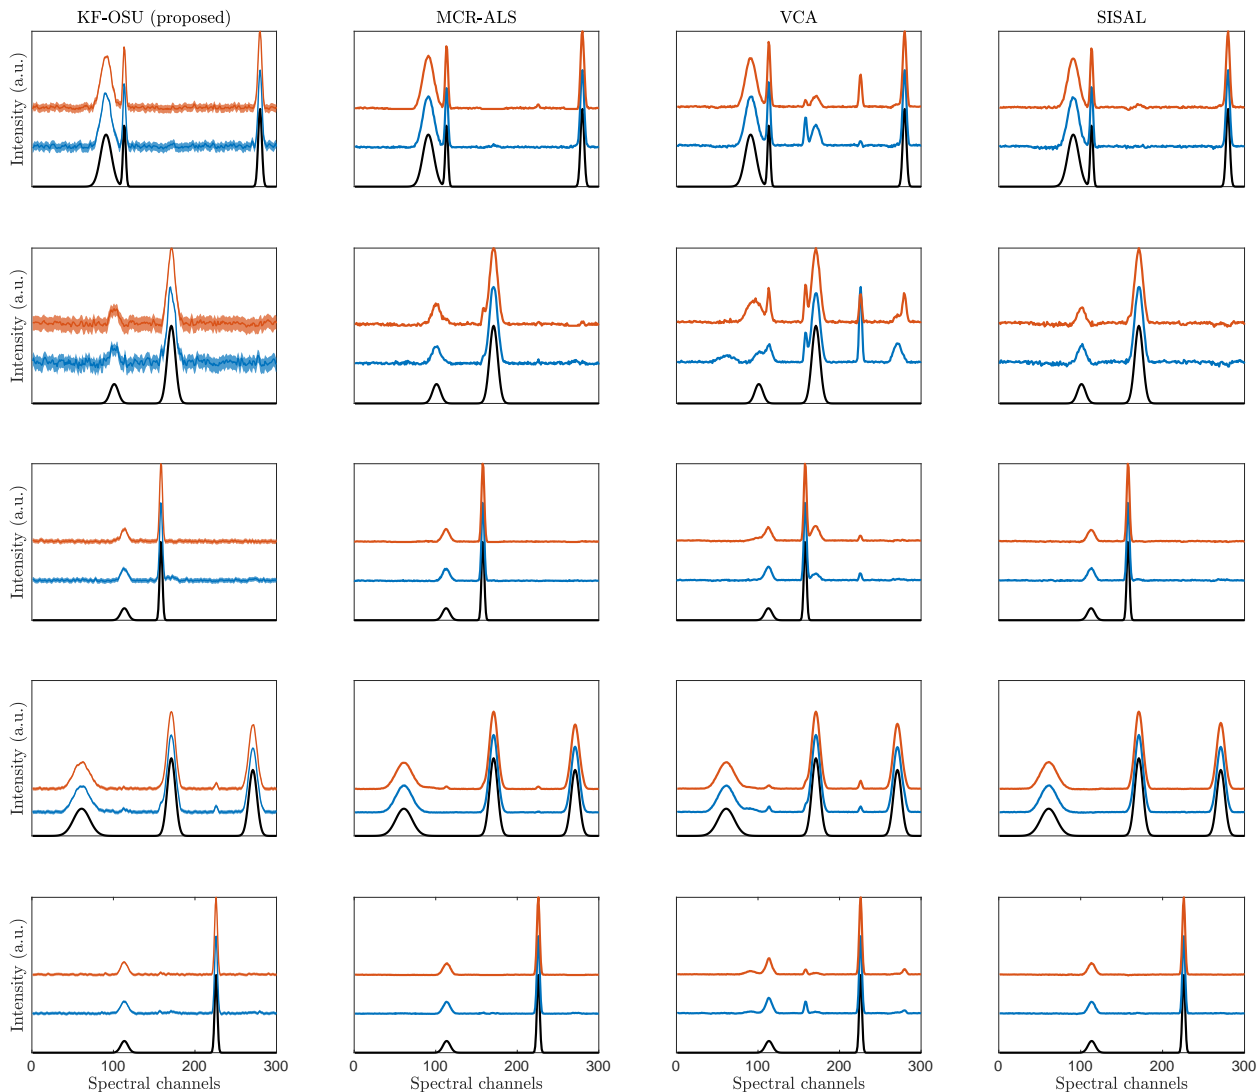 KF-OSU (proposed) MCR-ALS VCA SISAL
Intensity (a.u.)
Intensity (a.u.)
Intensity (a.u.)
Intensity (a.u.)
Intensity (a.u.)
0 100 200 300 0 100 200 300 0 100 200 300 0 100 200 300
Spectral channels Spectral channels Spectral channels Spectral channels